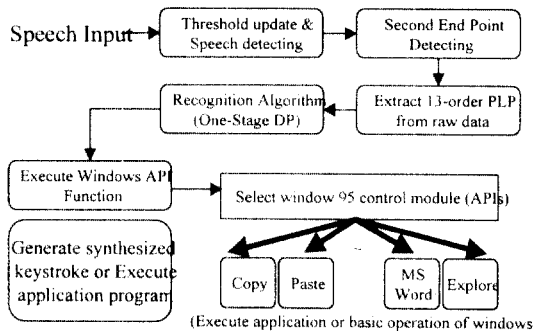 Speech Input
Threshold update &
Speech detecting
Second End Point
Detecting
Recognition Algorithm
(One-Stage DP)
Extract 13-order PLP
from raw data
Execute Windows API
Function
Select window 95 control module (APIs)
Generate synthesized
keystroke or Execute
application program
Copy
Paste
~
MS
Word
Explore
(Execute application or basic operation of windows